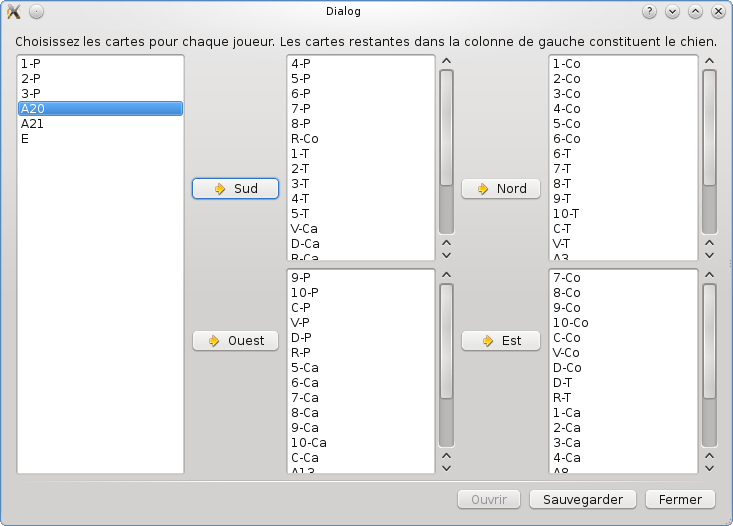 Dialog
Choisissez les cartes pour chaque joueur. Les cartes restantes dans la colonne de gauche constituent le chien.
1-P
2-P
3-P
A20
A21
E
Sud
4-P
5-P
6-P
7-P
8-P
R-Co
1-T
2-T
3-T
4-T
5-T
V-Ca
D-Ca
R-Ca
Nord
1-Co
2-Co
3-Co
4-Co
5-Co
6-Co
6-T
7-T
8-T
9-T
10-T
C-T
V-T
A3
Ouest
9-P
10-P
C-P
V-P
D-P
R-P
5-Ca
6-Ca
7-Ca
8-Ca
9-Ca
10-Ca
C-Ca
A13
Est
7-Co
8-Co
9-Co
10-Co
C-Co
V-Co
D-Co
D-T
R-T
1-Ca
2-Ca
3-Ca
4-Ca
A8
Ouvrir
Sauvegarder
Fermer